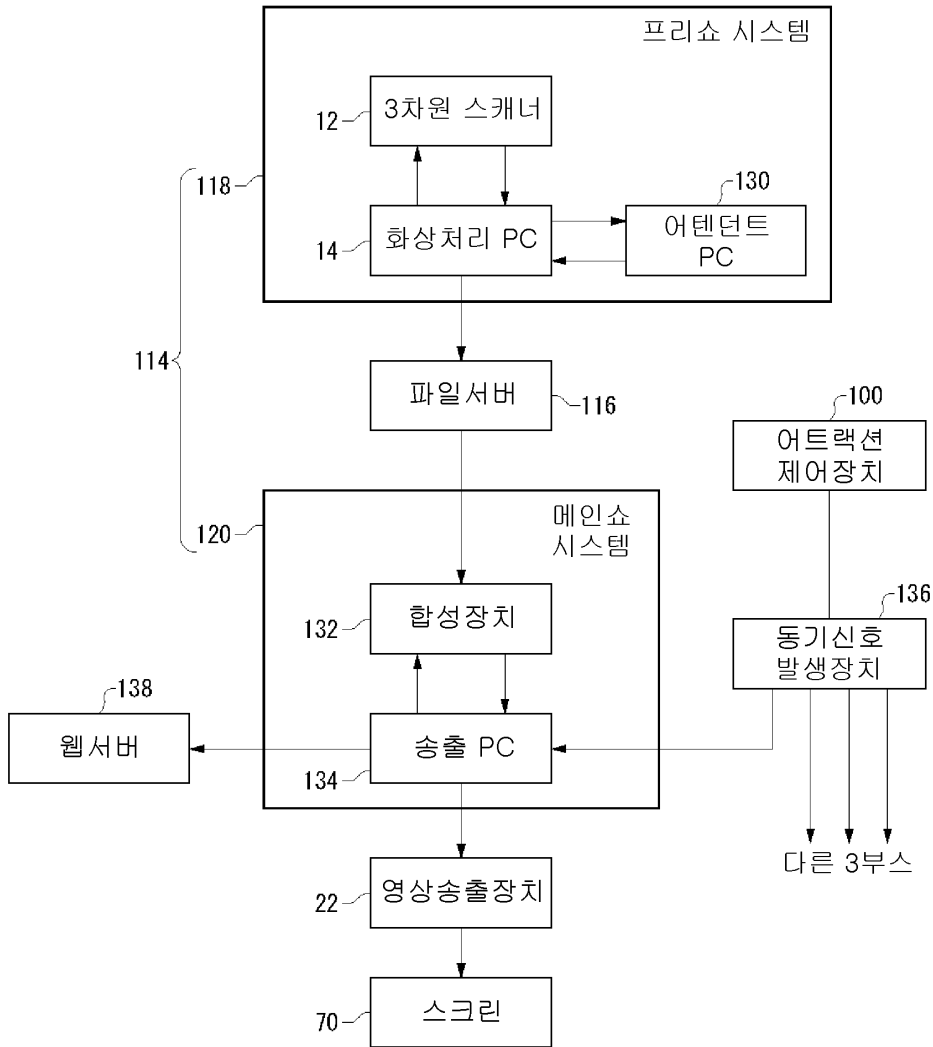 프리쇼 시스템
3차원 스캐너
12
118
130
화상처리 PC
14
어텐던트
PC
114
파일서버
116
100
어트랙션
제어장치
120
메인쇼
시스템
합성장치
132
136
동기신호
발생장치
138
웹서버
송출 PC
134
다른 3부스
영상송출장치
22
스크린
70